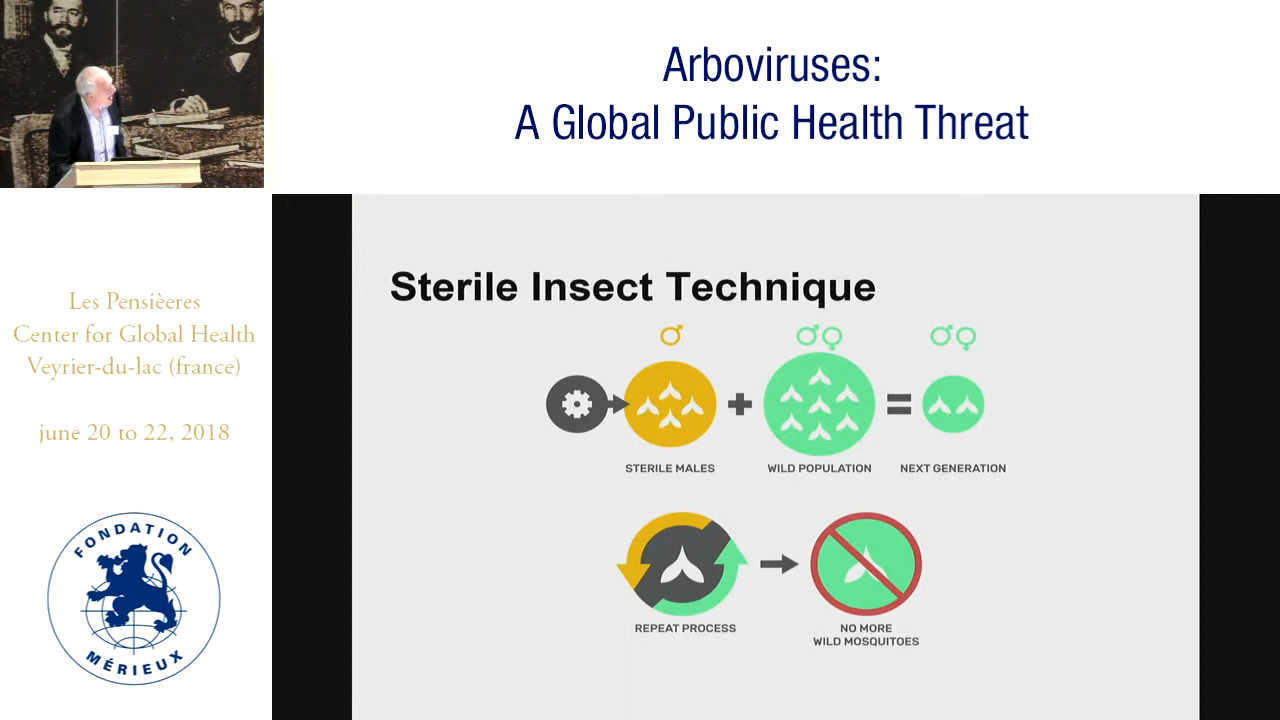 Arboviruses:
A Global Public Health Threat
Les Pensièeres
Center for Global Health
Veyrier-du-lac (france)
june 20 to 22, 2018
FONDATION
MÉRIEUX
Sterile Insect Technique
STERILE MALES
WILD POPULATION
NEXT GENERATION
REPEAT PROCESS
NO MORE
WILD MOSQUITOES